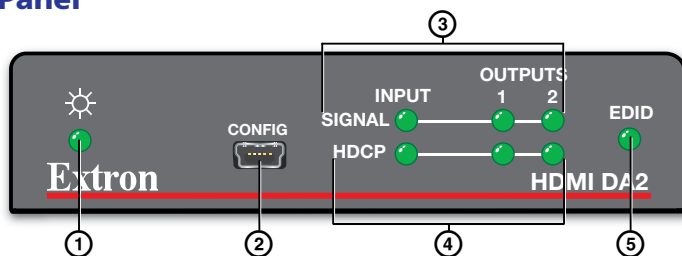 Panel
3
OUTPUTS
INPUT 1 2
SIGNAL
CONFIG
EDID
HDCP
Extron
HDMI DA2
1 2 4 5